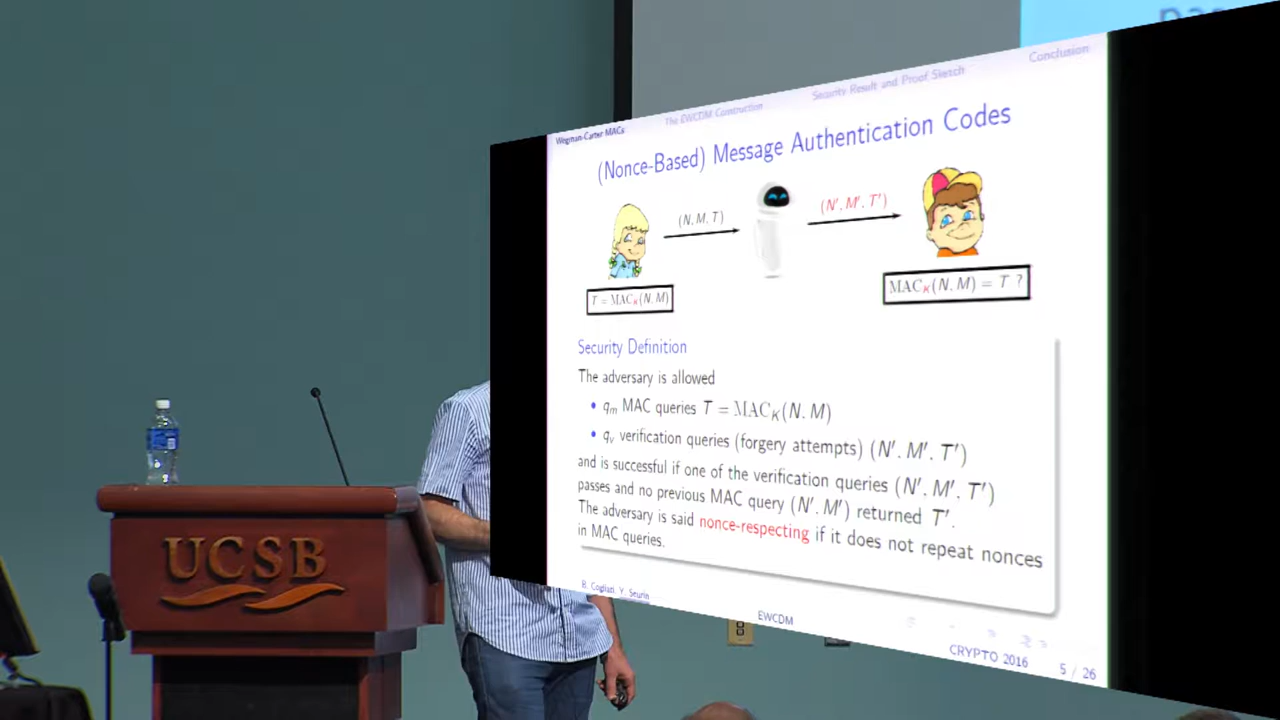 Wegman-Carter MACs
The EWCDM Construction
Security Result and Proof Sketch
Conclusion
(Nonce-Based) Message Authentication Codes
(N, M, T)
(N′, M′, T′)
T = MAC_K(N, M)
MAC_K(N, M) = T ?
Security Definition
The adversary is allowed
• q_m MAC queries T = MAC_K(N, M)
• q_v verification queries (forgery attempts) (N′, M′, T′)
and is successful if one of the verification queries (N′, M′, T′)
passes and no previous MAC query (N′, M′) returned T′.
The adversary is said nonce-respecting if it does not repeat nonces
in MAC queries.
B. Cogliati, Y. Seurin
EWCDM
CRYPTO 2016
5 / 26
UCSB